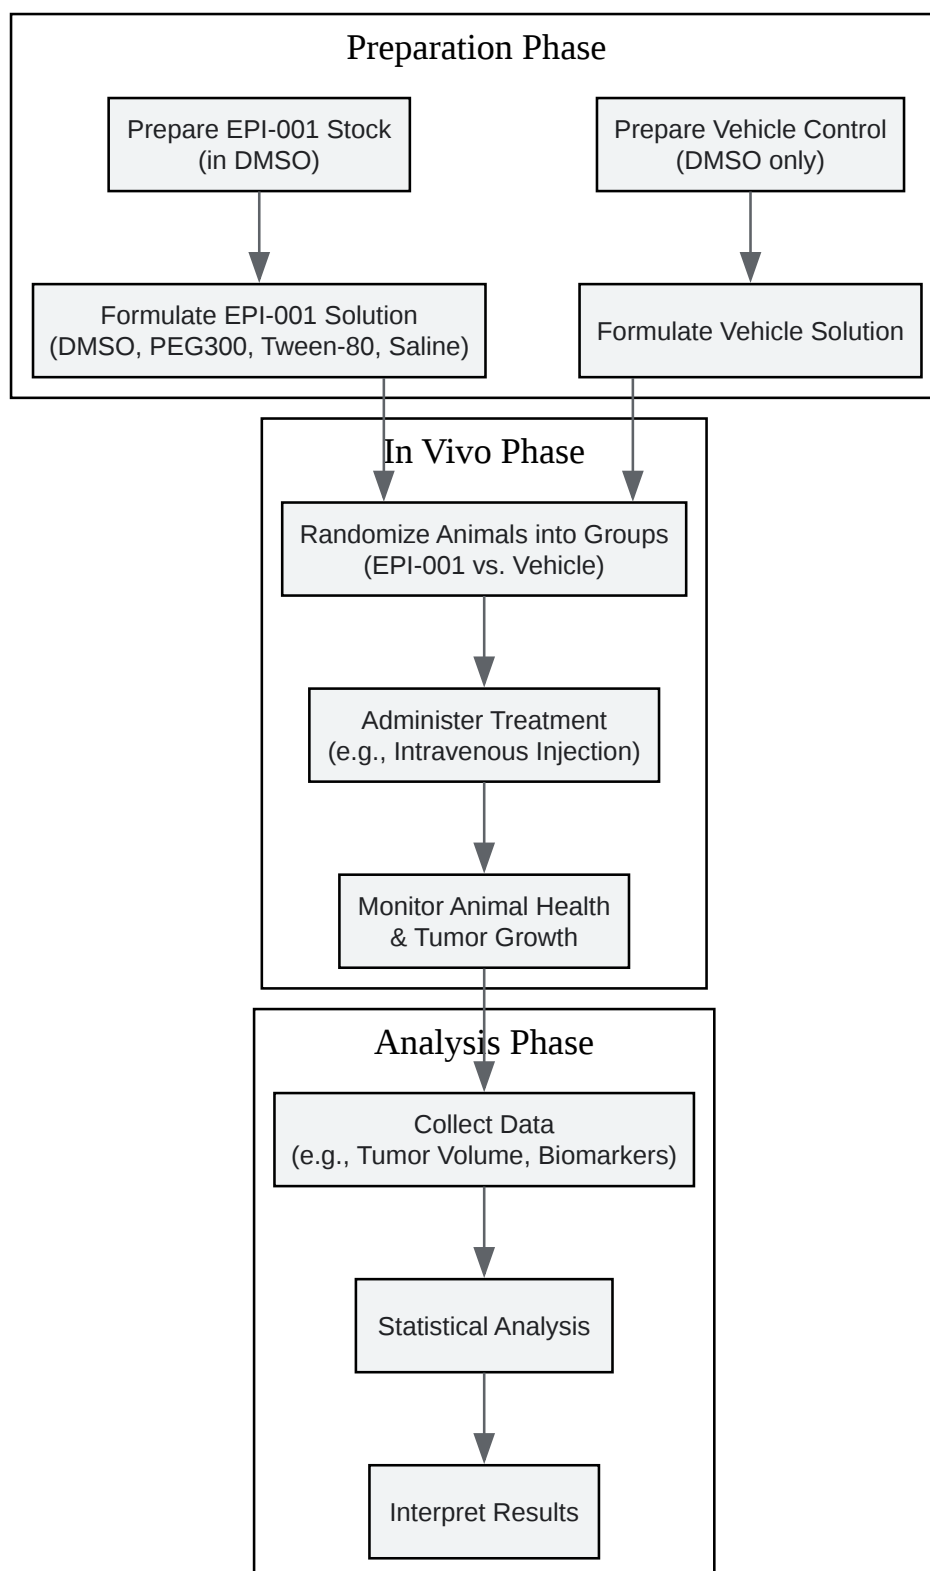 Preparation Phase
Prepare EPI-001 Stock
(in DMSO)
Prepare Vehicle Control
(DMSO only)
Formulate EPI-001 Solution
(DMSO, PEG300, Tween-80, Saline)
Formulate Vehicle Solution
In Vivo Phase
Randomize Animals into Groups
(EPI-001 vs. Vehicle)
Administer Treatment
(e.g., Intravenous Injection)
Monitor Animal Health
& Tumor Growth
Analysis Phase
Collect Data
(e.g., Tumor Volume, Biomarkers)
Statistical Analysis
Interpret Results